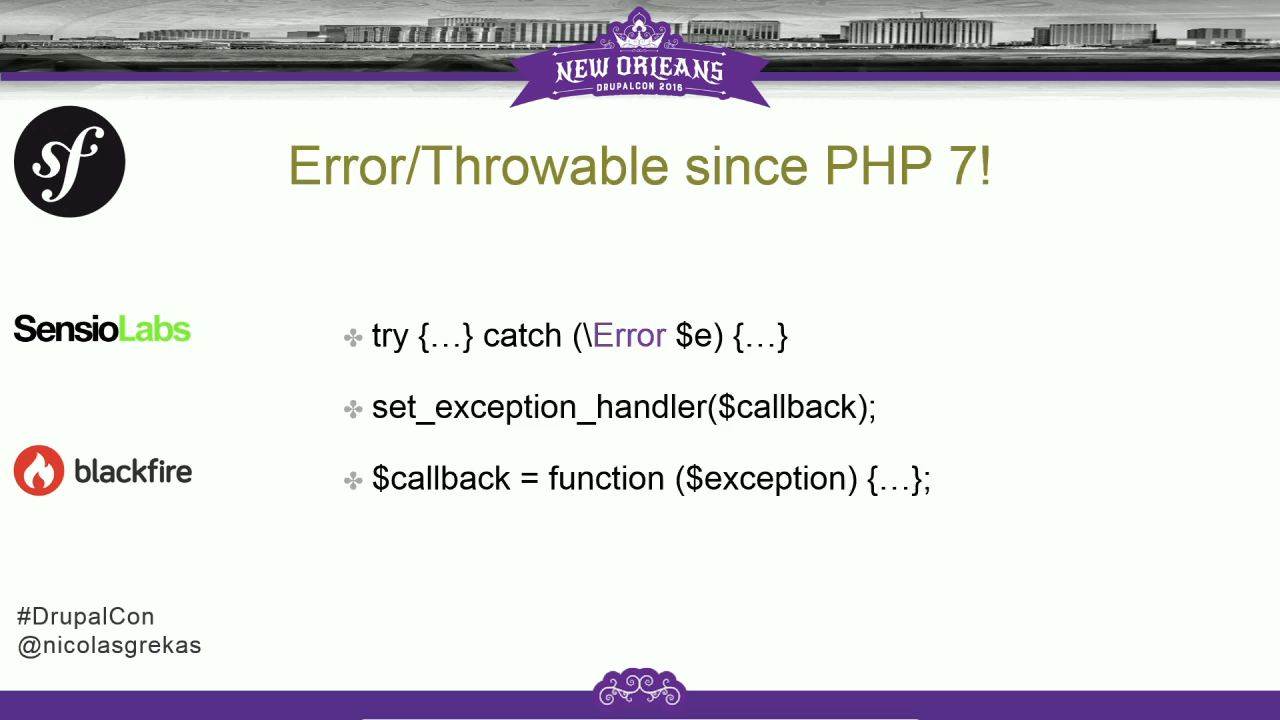 NEW ORLEANS
DRUPALCON 2016
sf
Error/Throwable since PHP 7!
SensioLabs
try {…} catch (\Error $e) {…}
set_exception_handler($callback);
blackfire
$callback = function ($exception) {…};
#DrupalCon
@nicolasgrekas